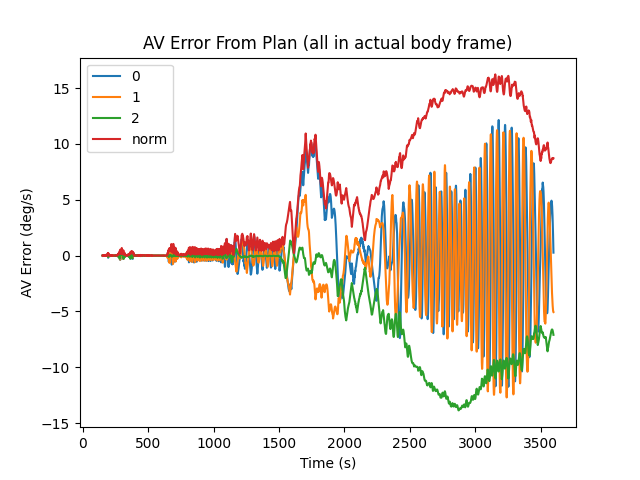 AV Error From Plan (all in actual body frame)
0
1
2
norm
AV Error (deg/s)
15
10
5
0
−5
−10
−15
0 500 1000 1500 2000 2500 3000 3500
Time (s)